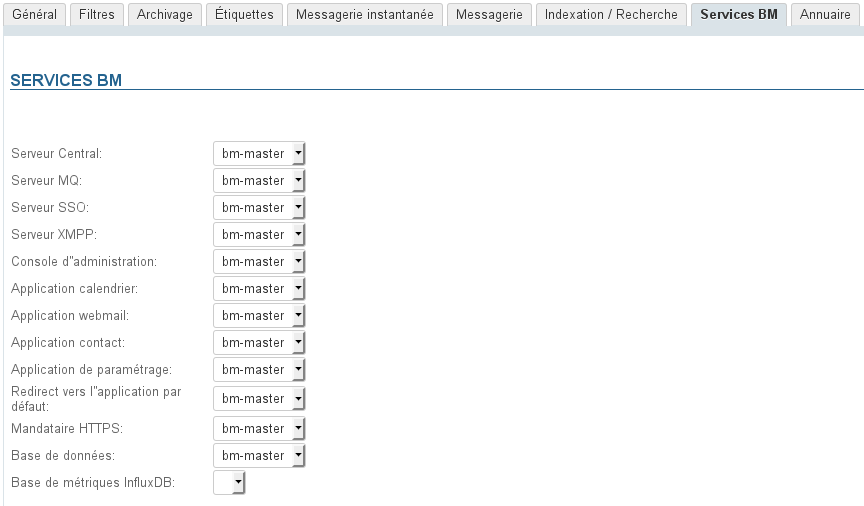 Général Filtres Archivage Étiquettes Messagerie instantanée Messagerie Indexation / Recherche Services BM Annuaire
SERVICES BM
Serveur Central: bm-master
Serveur MQ: bm-master
Serveur SSO: bm-master
Serveur XMPP: bm-master
Console d"administration: bm-master
Application calendrier: bm-master
Application webmail: bm-master
Application contact: bm-master
Application de paramétrage: bm-master
Redirect vers l"application par
défaut: bm-master
Mandataire HTTPS: bm-master
Base de données: bm-master
Base de métriques InfluxDB: